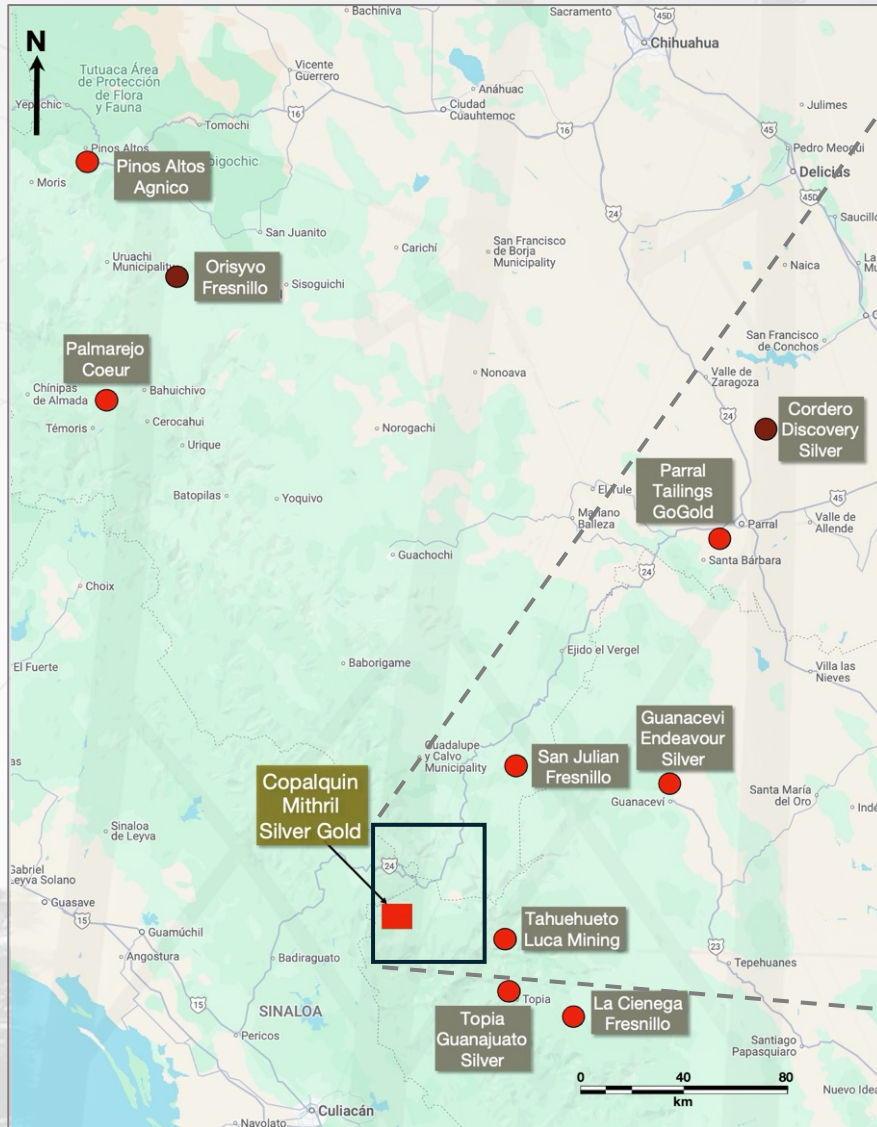 Bachíniva
Sacramento
45D
Chihuahua
N
Tutuaca Área
de Protección
de Flora
y Fauna
Vicente
Guerrero
Anáhuac
Ciudad
Cuauhtemoc
Julimes
16
16
45
Tomochi
Pedro Meoqui
Pinos Altos
Delicias
Moris
Pinos Altos
Agnico
45D
24
San Juanito
Saucillo
Carichí
San Francisco
de Borja
Municipality
Uruachi
Municipality
Naica
Orisyvo
Fresnillo
Sisoguichi
San Francisco
de Conchos
Palmarejo
Coeur
Nonoava
Valle de
Zaragoza
Chínipas
de Almada
Bahuichivo
24
Cordero
Discovery
Silver
Témoris
Cerocahui
Norogachi
Urique
Parral
Tailings
GoGold
Batopilas
Yoquivo
El Tule
45
Mariano
Balleza
Parral
Valle de
Allende
Guachochi
Santa Bárbara
24
Choix
Ejido el Vergel
El Fuerte
Baborigame
Villa las
Nieves
Guanacevi
Endeavour
Silver
Guadalupe
y Calvo
Municipality
San Julian
Fresnillo
Copalquin
Mithril
Silver Gold
Guanaceví
Santa María
del Oro
Sinaloa
de Leyva
24
Gabriel
Leyva Solano
Guasave
15
Tahuehueto
Luca Mining
Guamúchil
23
Angostura
Badiraguato
Tepehuanes
15
SINALOA
Topia
La Cienega
Fresnillo
Topia
Guanajuato
Silver
Pericos
Santiago
Papasquiaro
0 40 80
km
Culiacán
Navolato